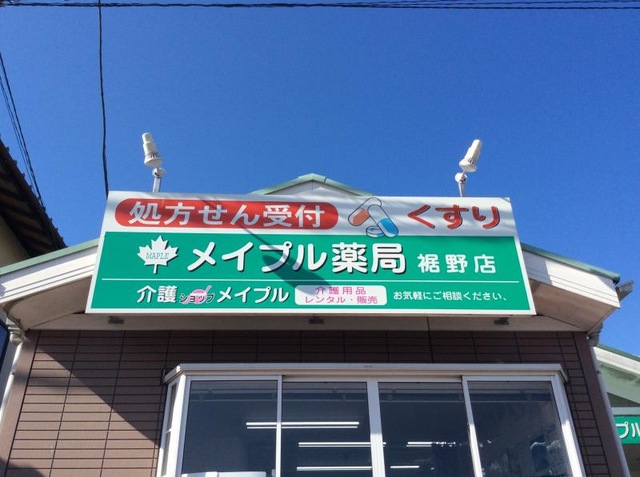 処方せん受付 くすり
MAPLE メイプル薬局 裾野店
介護ショップメイプル 介護用品 レンタル・販売 お気軽にご相談ください。
プル